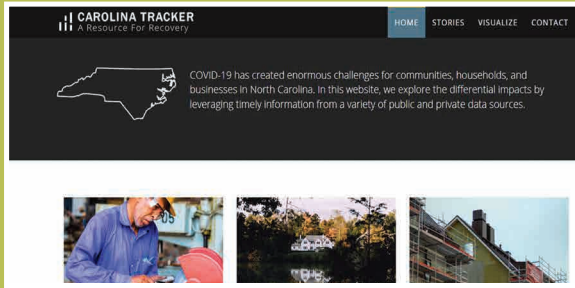 CAROLINA TRACKER
A Resource For Recovery
HOME STORIES VISUALIZE CONTACT
COVID-19 has created enormous challenges for communities, households, and
businesses in North Carolina. In this website, we explore the differential impacts by
leveraging timely information from a variety of public and private data sources.